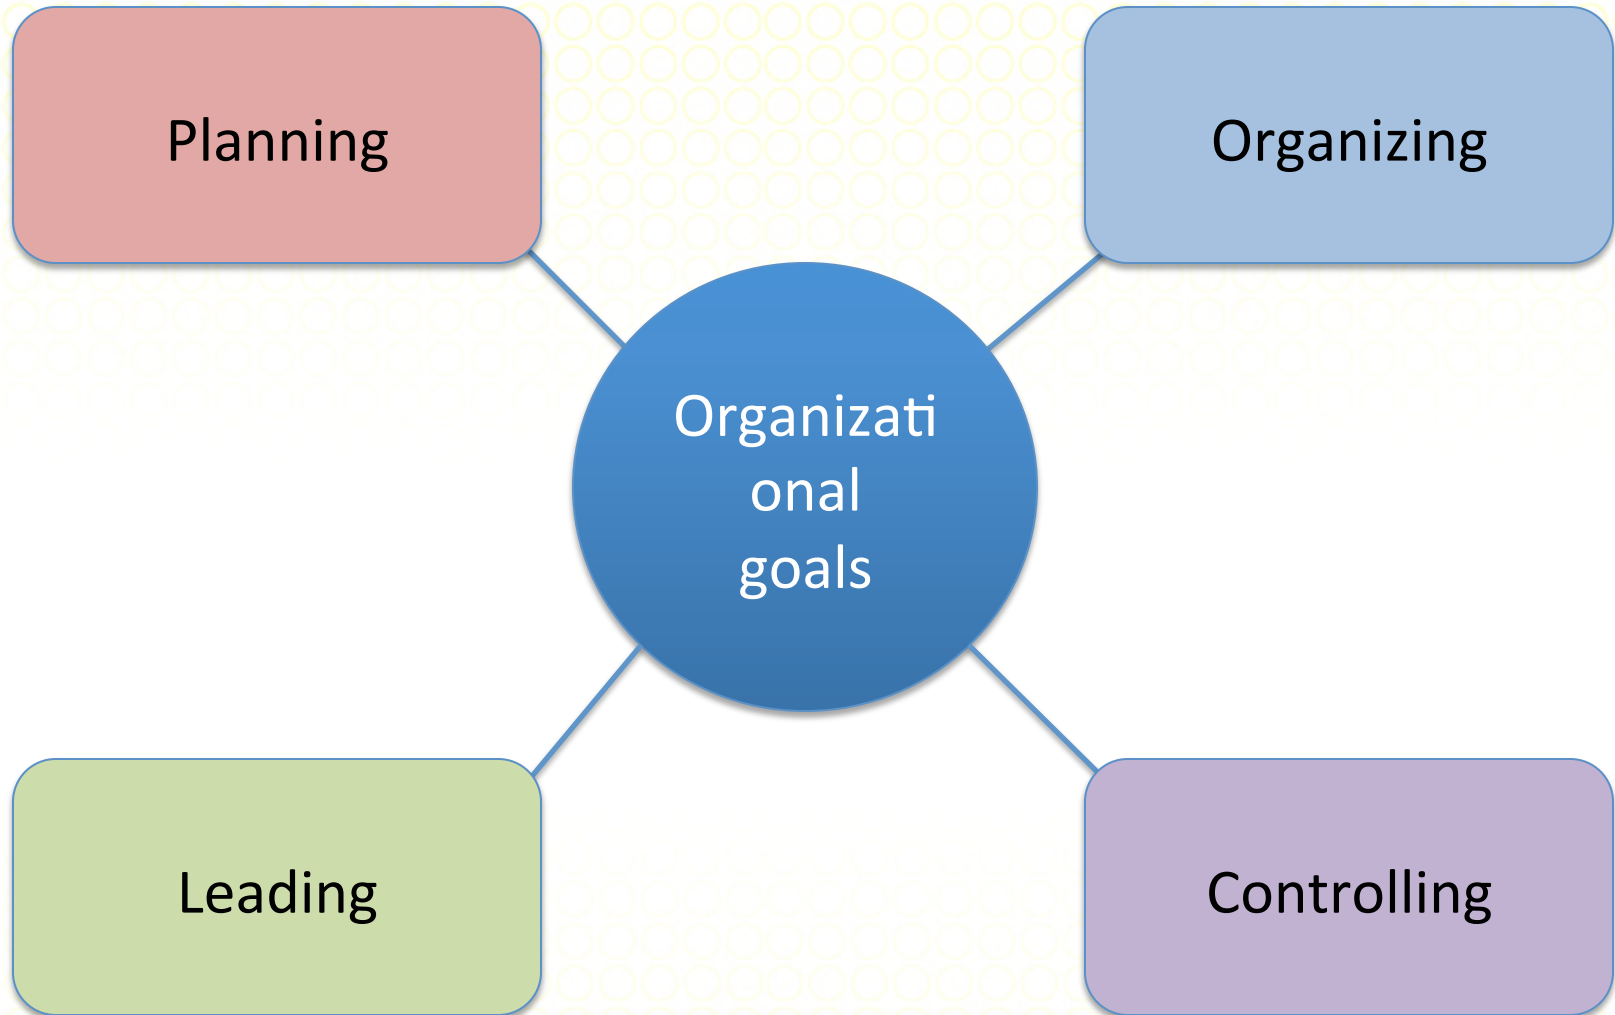 Planning
Organizing
Organizati
onal
goals
Leading
Controlling